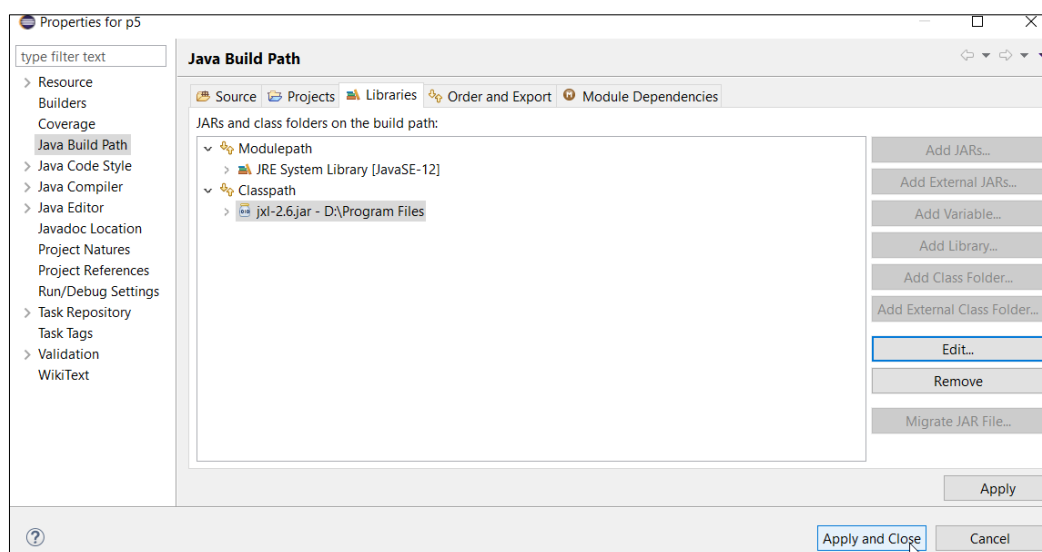 Properties for p5
type filter text
Resource
Builders
Coverage
Java Build Path
Java Code Style
Java Compiler
Java Editor
Javadoc Location
Project Natures
Project References
Run/Debug Settings
Task Repository
Task Tags
Validation
WikiText
Java Build Path
Source Projects Libraries Order and Export Module Dependencies
JARs and class folders on the build path:
Modulepath
JRE System Library [JavaSE-12]
Classpath
jxl-2.6.jar - D:\Program Files
Add JARs...
Add External JARs...
Add Variable...
Add Library...
Add Class Folder...
Add External Class Folder...
Edit...
Remove
Migrate JAR File...
Apply
Apply and Close Cancel